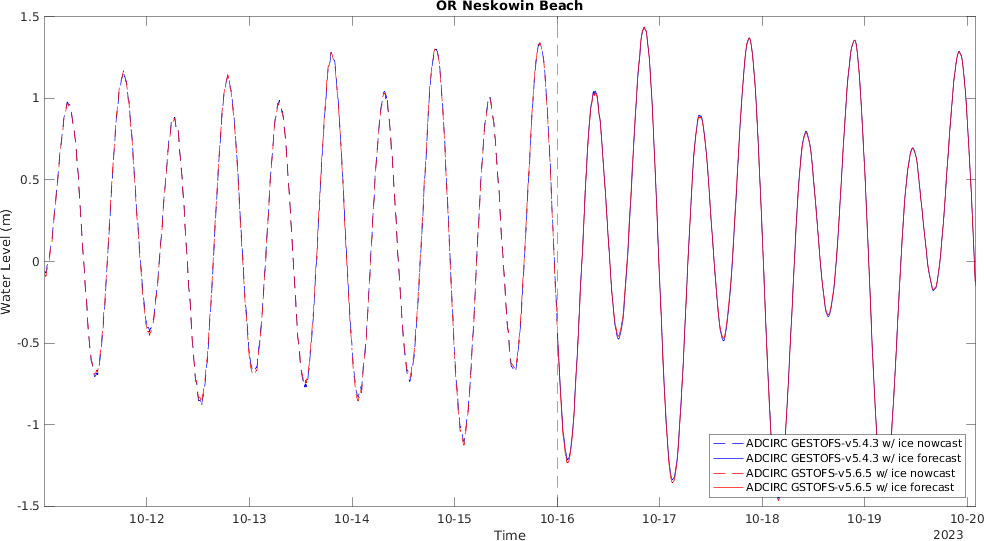 OR Neskowin Beach
1.5
1
0.5
0
-0.5
-1
-1.5
Water Level (m)
10-12 10-13 10-14 10-15 10-16 10-17 10-18 10-19 10-20
Time
2023
ADCIRC GESTOFS-v5.4.3 w/ ice nowcast
ADCIRC GESTOFS-v5.4.3 w/ ice forecast
ADCIRC GSTOFS-v5.6.5 w/ ice nowcast
ADCIRC GSTOFS-v5.6.5 w/ ice forecast